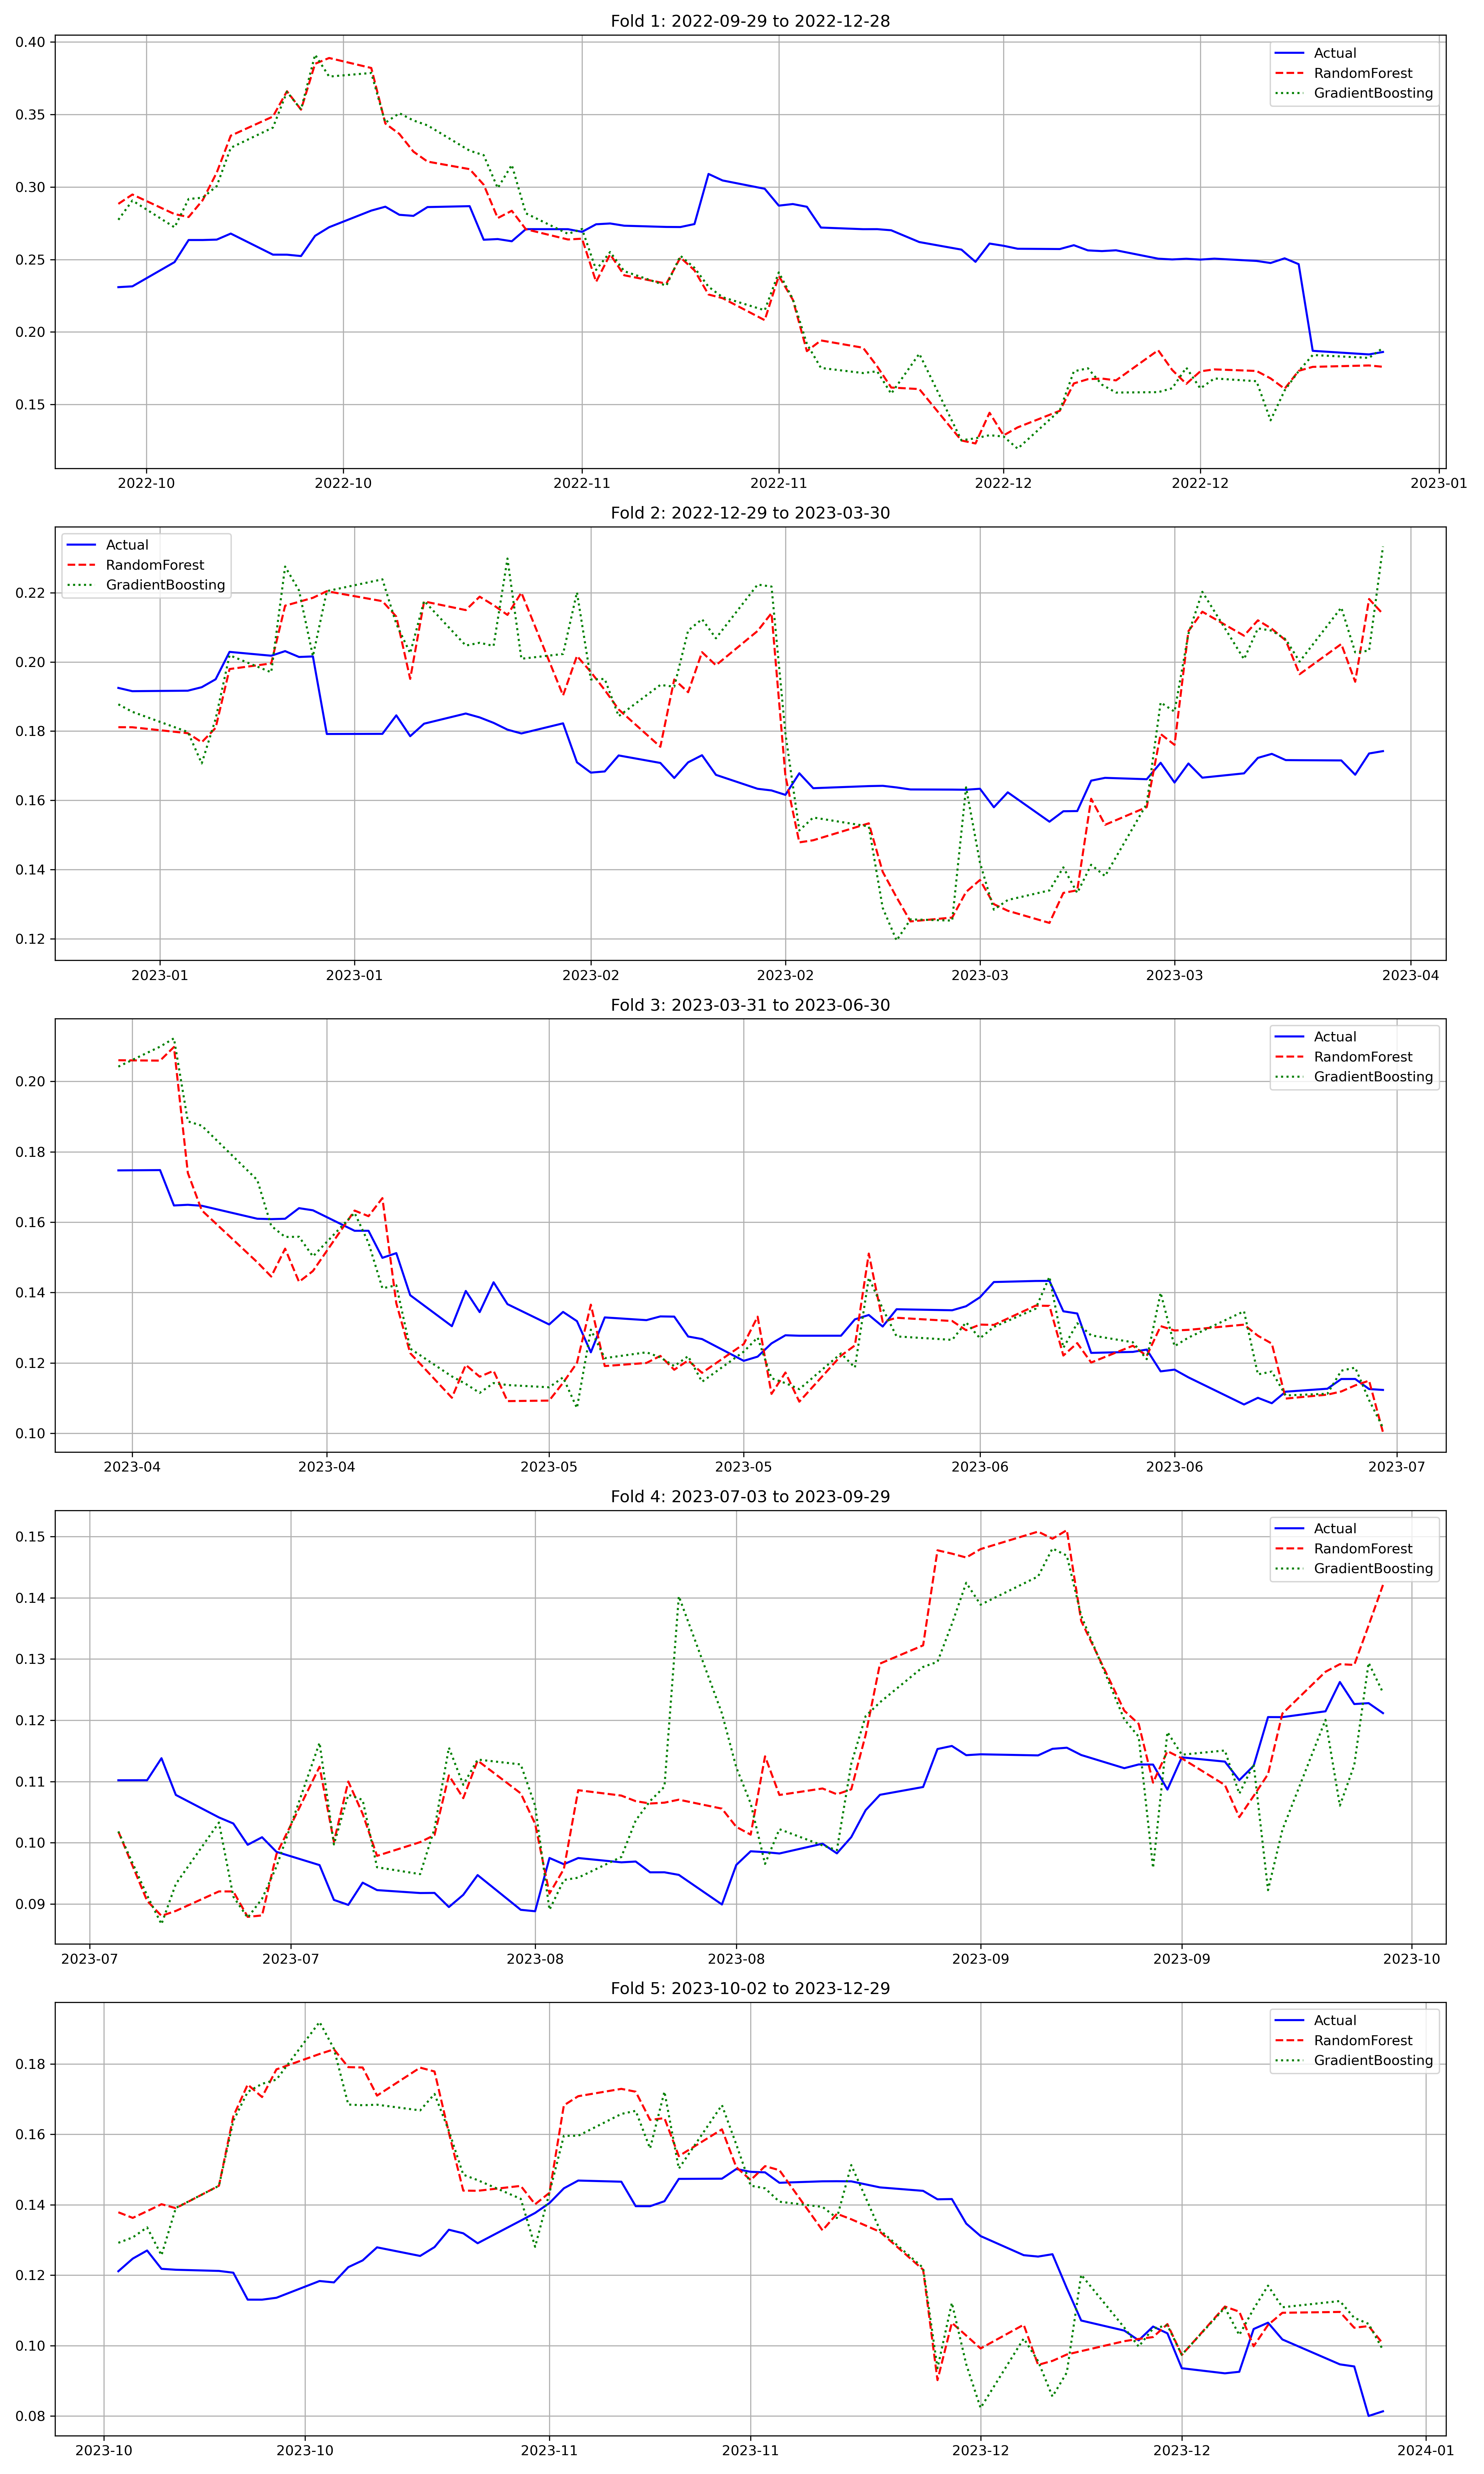 Fold 1: 2022-09-29 to 2022-12-28
0.40
0.35
0.30
0.25
0.20
0.15
Actual
RandomForest
GradientBoosting
2022-10 2022-10 2022-11 2022-11 2022-12 2022-12 2023-01
Fold 2: 2022-12-29 to 2023-03-30
Actual
RandomForest
GradientBoosting
0.22
0.20
0.18
0.16
0.14
0.12
2023-01 2023-01 2023-02 2023-02 2023-03 2023-03 2023-04
Fold 3: 2023-03-31 to 2023-06-30
Actual
RandomForest
GradientBoosting
0.20
0.18
0.16
0.14
0.12
0.10
2023-04 2023-04 2023-05 2023-05 2023-06 2023-06 2023-07
Fold 4: 2023-07-03 to 2023-09-29
Actual
RandomForest
GradientBoosting
0.15
0.14
0.13
0.12
0.11
0.10
0.09
2023-07 2023-07 2023-08 2023-08 2023-09 2023-09 2023-10
Fold 5: 2023-10-02 to 2023-12-29
Actual
RandomForest
GradientBoosting
0.18
0.16
0.14
0.12
0.10
0.08
2023-10 2023-10 2023-11 2023-11 2023-12 2023-12 2024-01